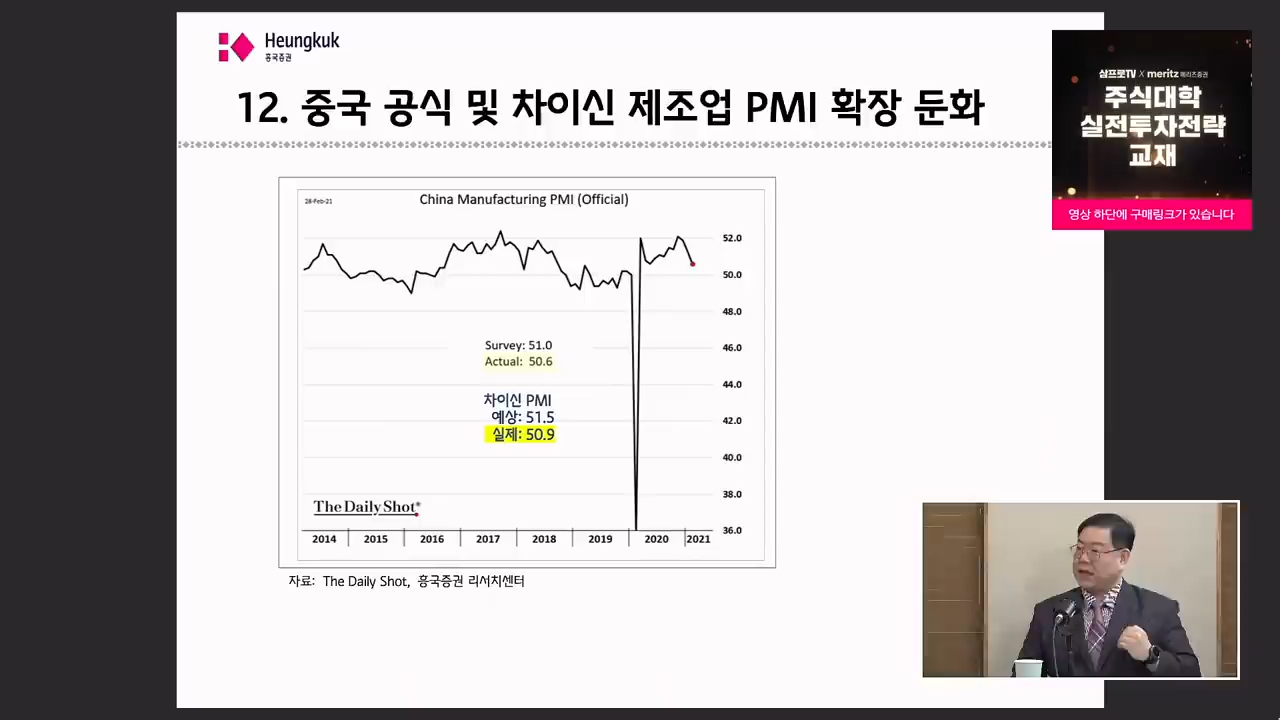 Heungkuk
흥국증권
12. 중국 공식 및 차이신 제조업 PMI 확장 둔화
28-Feb-21
China Manufacturing PMI (Official)
52.0
50.0
48.0
46.0
44.0
42.0
40.0
38.0
36.0
Survey: 51.0
Actual: 50.6
차이신 PMI
예상: 51.5
실제: 50.9
The Daily Shot®
2014 2015 2016 2017 2018 2019 2020 2021
자료: The Daily Shot, 흥국증권 리서치센터
삼프로TV X meritz 메리츠증권
주식대학
실전투자전략
교재
영상 하단에 구매링크가 있습니다